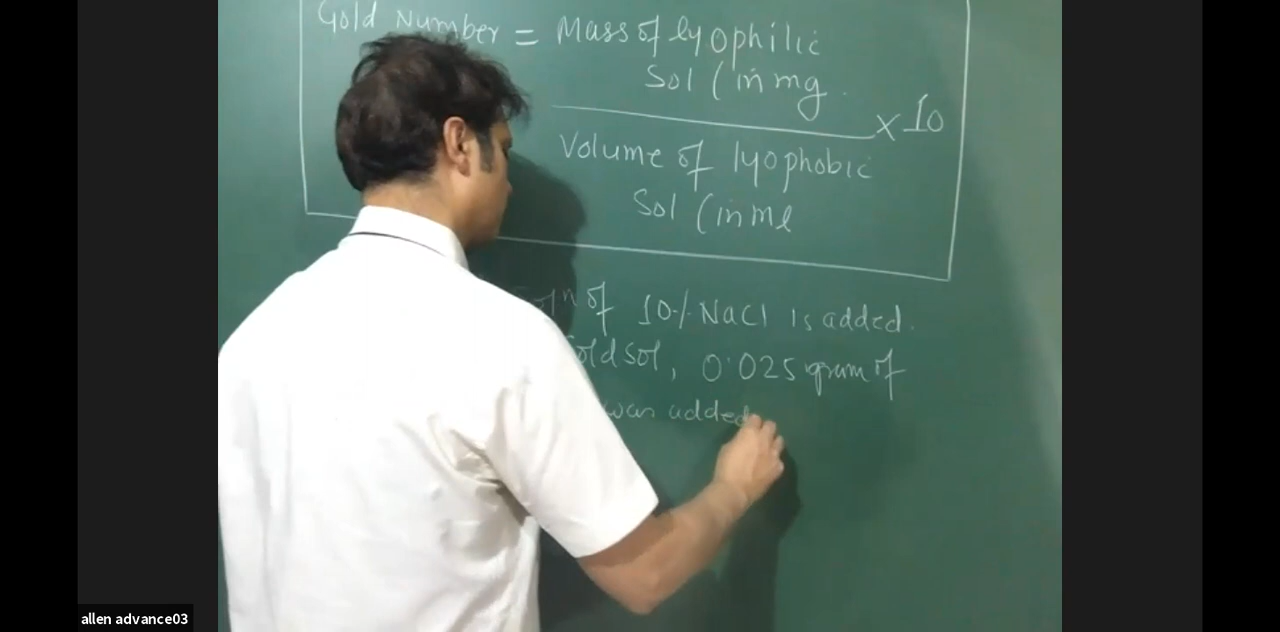 Gold Number = Mass of lyophilic
Sol (in mg.
× 10
Volume of lyophobic
Sol (in ml
Solⁿ of 10% NaCl is added.
Gold Sol, 0.025 gram of
was added
allen advance03